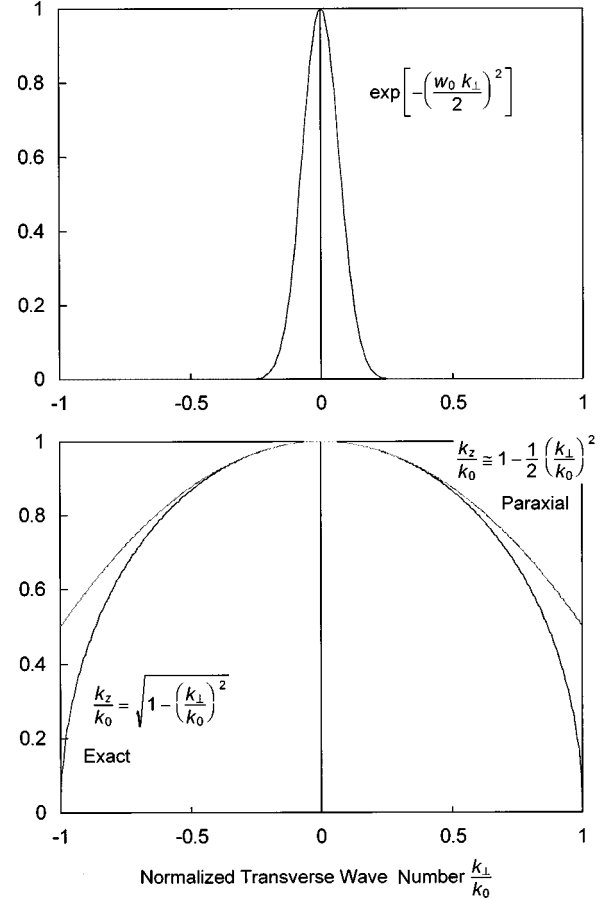 1
0.8
0.6
0.4
0.2
0
-1 -0.5 0 0.5 1
exp[-(w₀ k⊥/2)²]
1
0.8
0.6
0.4
0.2
0
-1 -0.5 0 0.5 1
k_z/k₀ ≅ 1 - 1/2 (k⊥/k₀)²
Paraxial
k_z/k₀ = √(1 - (k⊥/k₀)²)
Exact
Normalized Transverse Wave Number k⊥/k₀